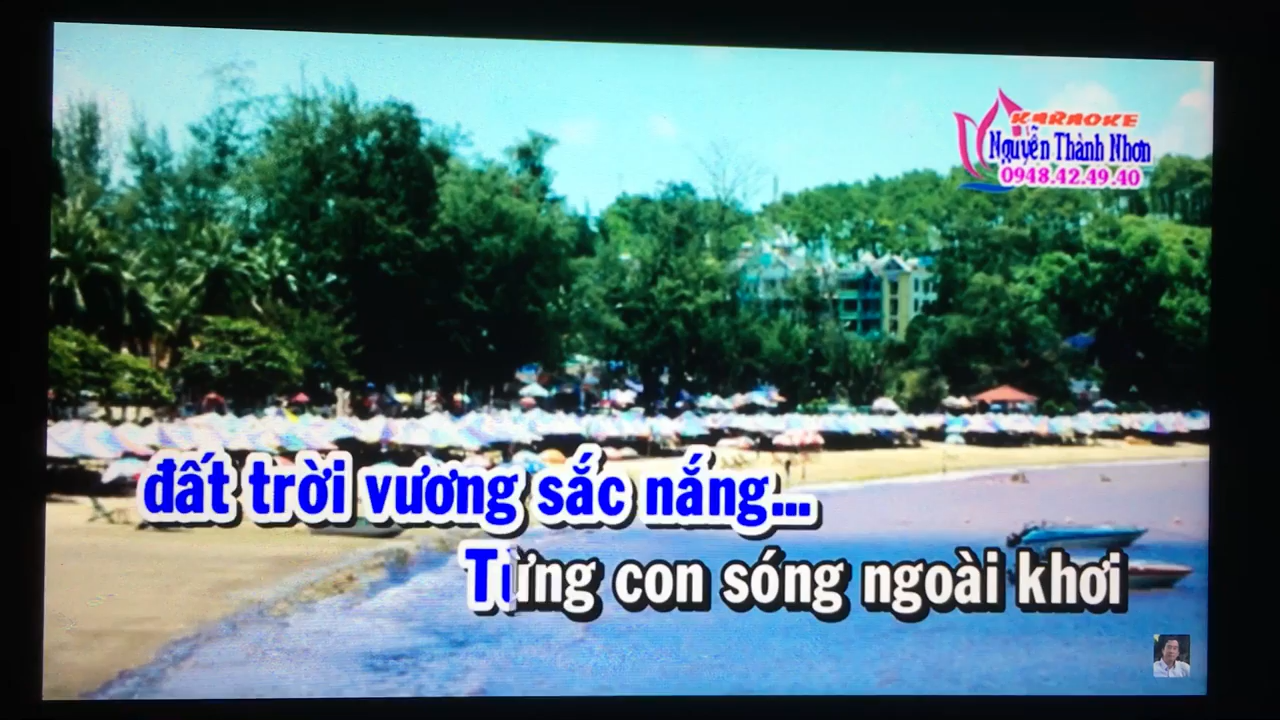 KARAOKE
Nguyễn Thành Nhơn
0948.42.49.40
đất trời vương sắc nắng...
Từng con sóng ngoài khơi